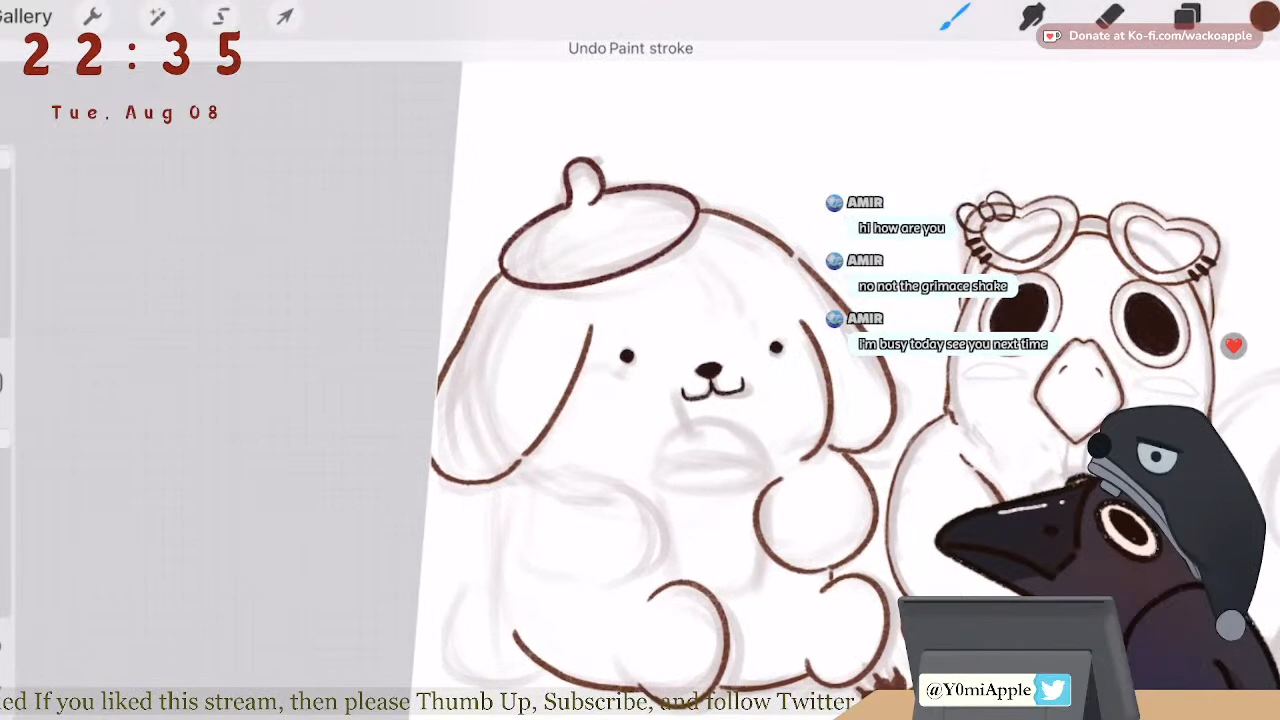 Gallery
Undo Paint stroke
Donate at Ko-fi.com/wackoapple
22:35
Tue. Aug 08
AMIR
hI how are you
AMIR
no not the grimace shake
AMIR
i'm busy today see you next time
@Y0miApple
ed If you liked this stream, then please Thumb Up, Subscribe, and follow Twitter